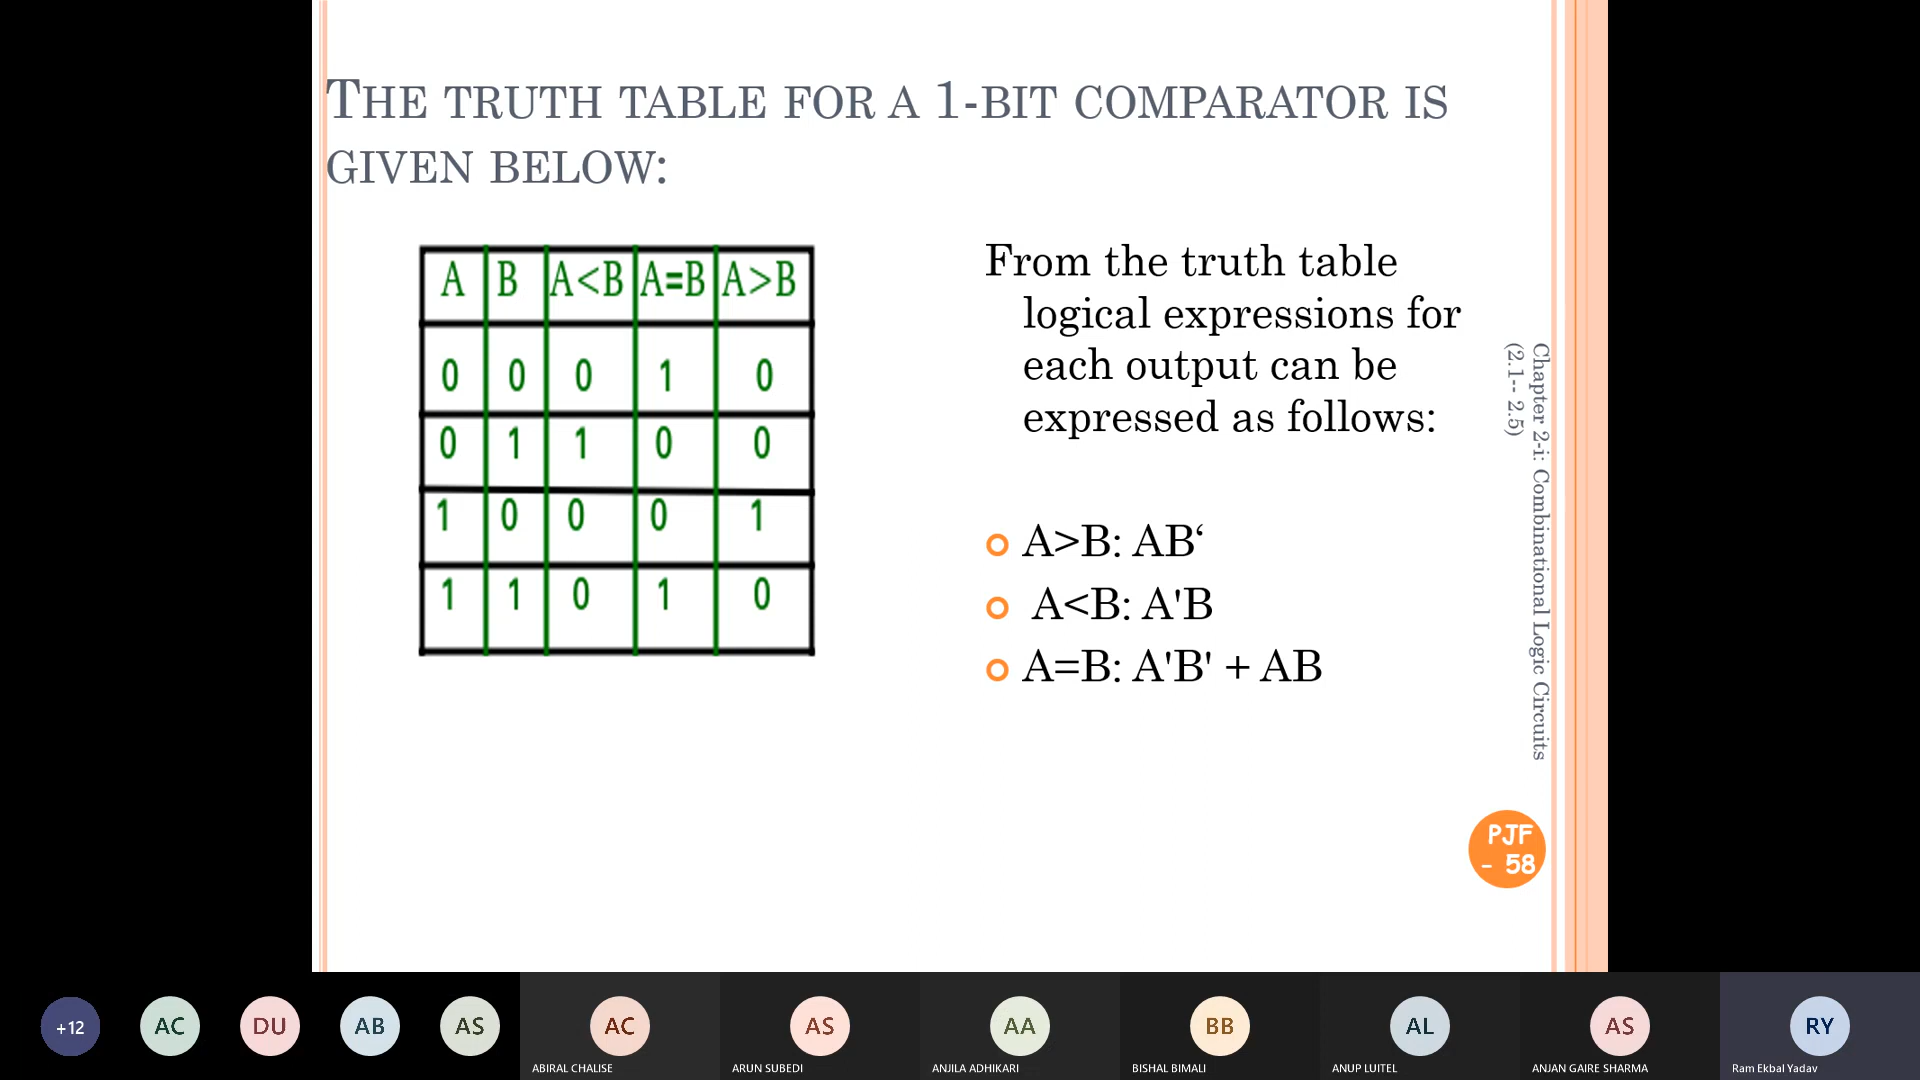 THE TRUTH TABLE FOR A 1-BIT COMPARATOR IS
GIVEN BELOW:
A B A<B A=B A>B
0 0 0 1 0
0 1 1 0 0
1 0 0 0 1
1 1 0 1 0
From the truth table
logical expressions for
each output can be
expressed as follows:
A>B: AB‘
A<B: A'B
A=B: A'B' + AB
Chapter 2-i: Combinational Logic Circuits
(2.1-- 2.5)
PJF
- 58
+12 AC DU AB AS AC AS AA BB AL AS RY
ABIRAL CHALISE ARUN SUBEDI ANJILA ADHIKARI BISHAL BIMALI ANUP LUITEL ANJAN GAIRE SHARMA Ram Ekbal Yadav